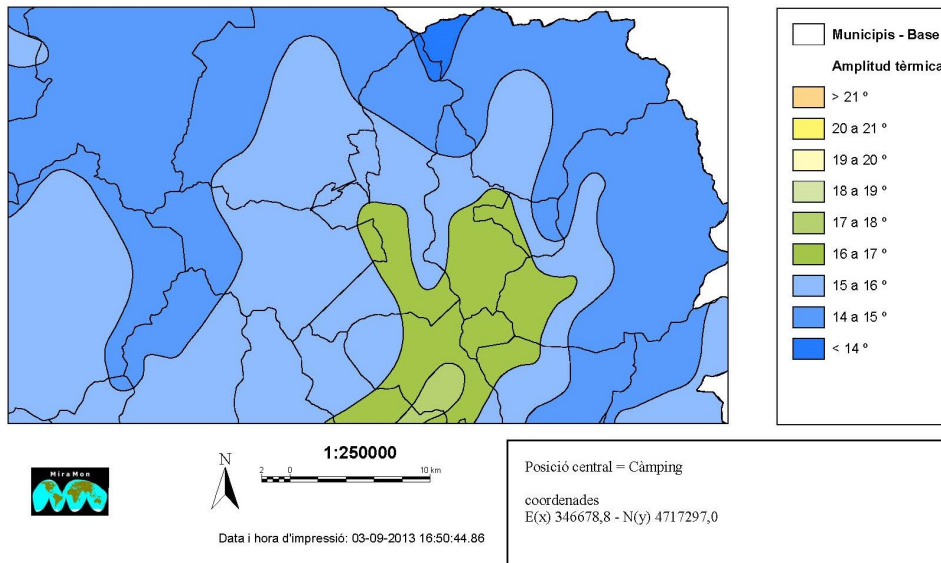 Municipis - Base
Amplitud tèrmica
> 21 º
20 a 21 º
19 a 20 º
18 a 19 º
17 a 18 º
16 a 17 º
15 a 16 º
14 a 15 º
< 14 º
MiraMon
N
1:250000
2 0 10 km
Data i hora d'impressió: 03-09-2013 16:50:44.86
Posició central = Càmping
coordenades
E(x) 346678,8 - N(y) 4717297,0